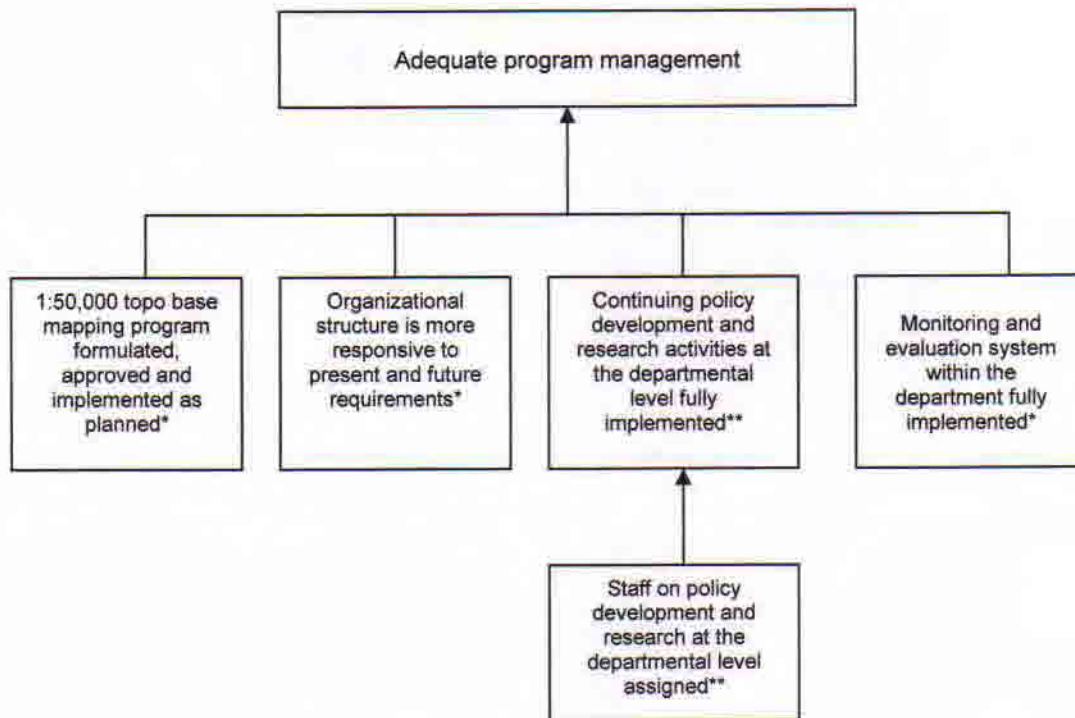 Adequate program management
1:50,000 topo base
mapping program
formulated,
approved and
implemented as
planned*
Organizational
structure is more
responsive to
present and future
requirements*
Continuing policy
development and
research activities at
the departmental
level fully
implemented**
Monitoring and
evaluation system
within the
department fully
implemented*
Staff on policy
development and
research at the
departmental level
assigned**